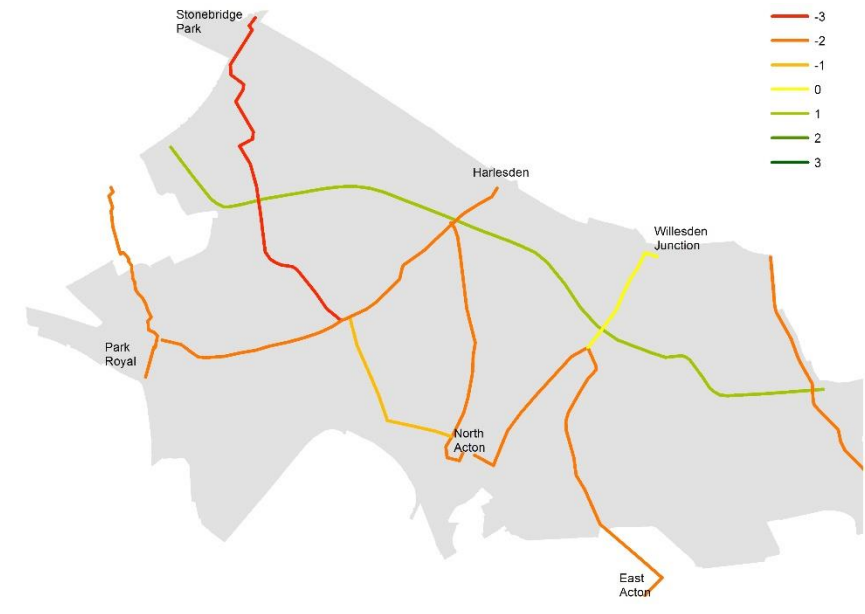 Stonebridge
Park
-3
-2
-1
0
1
2
3
Harlesden
Willesden
Junction
Park
Royal
North
Acton
East
Acton